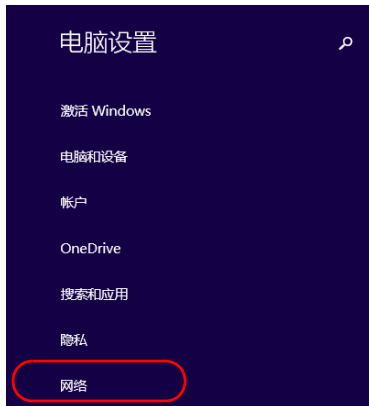 电脑设置
激活 Windows
电脑和设备
帐户
OneDrive
搜索和应用
隐私
网络